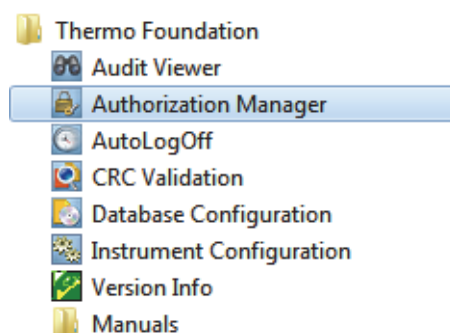 Thermo Foundation
Audit Viewer
Authorization Manager
AutoLogOff
CRC Validation
Database Configuration
Instrument Configuration
Version Info
Manuals